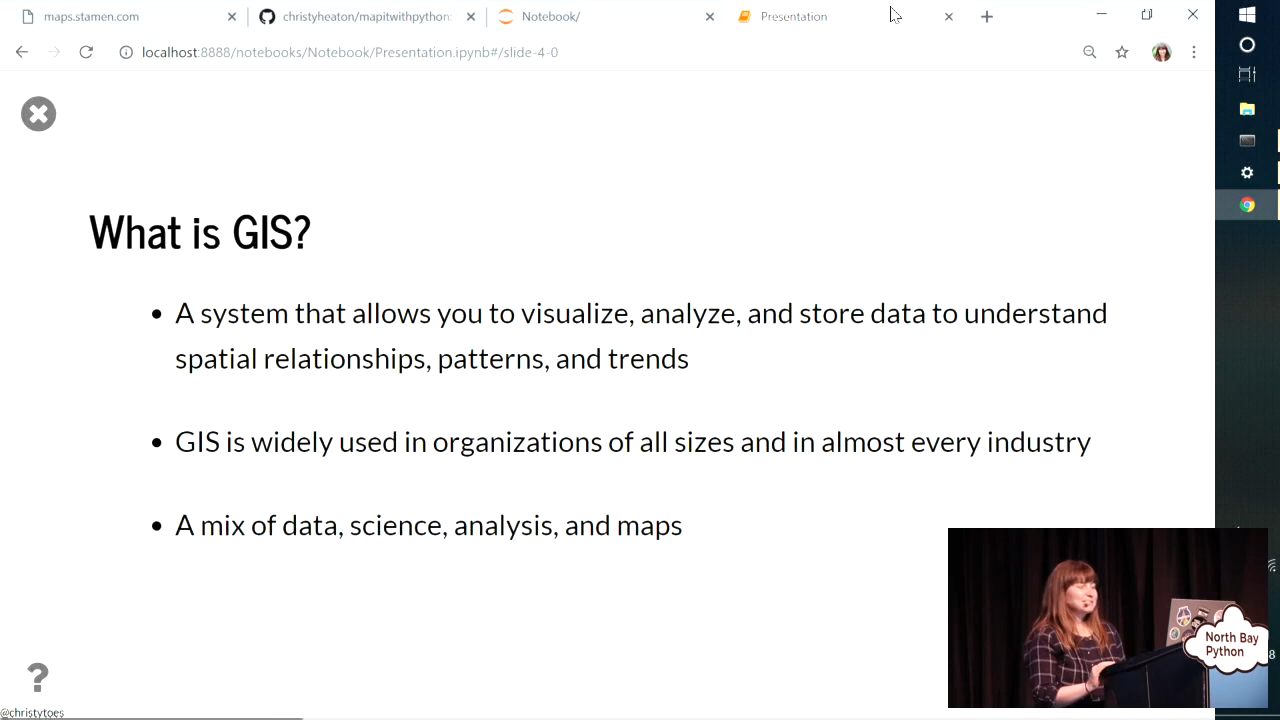 maps.stamen.com
christyheaton/mapitwithpython:
Notebook/
Presentation
localhost:8888/notebooks/Notebook/Presentation.ipynb#/slide-4-0
What is GIS?
A system that allows you to visualize, analyze, and store data to understand
spatial relationships, patterns, and trends
GIS is widely used in organizations of all sizes and in almost every industry
A mix of data, science, analysis, and maps
North Bay
Python
?
@christytoes